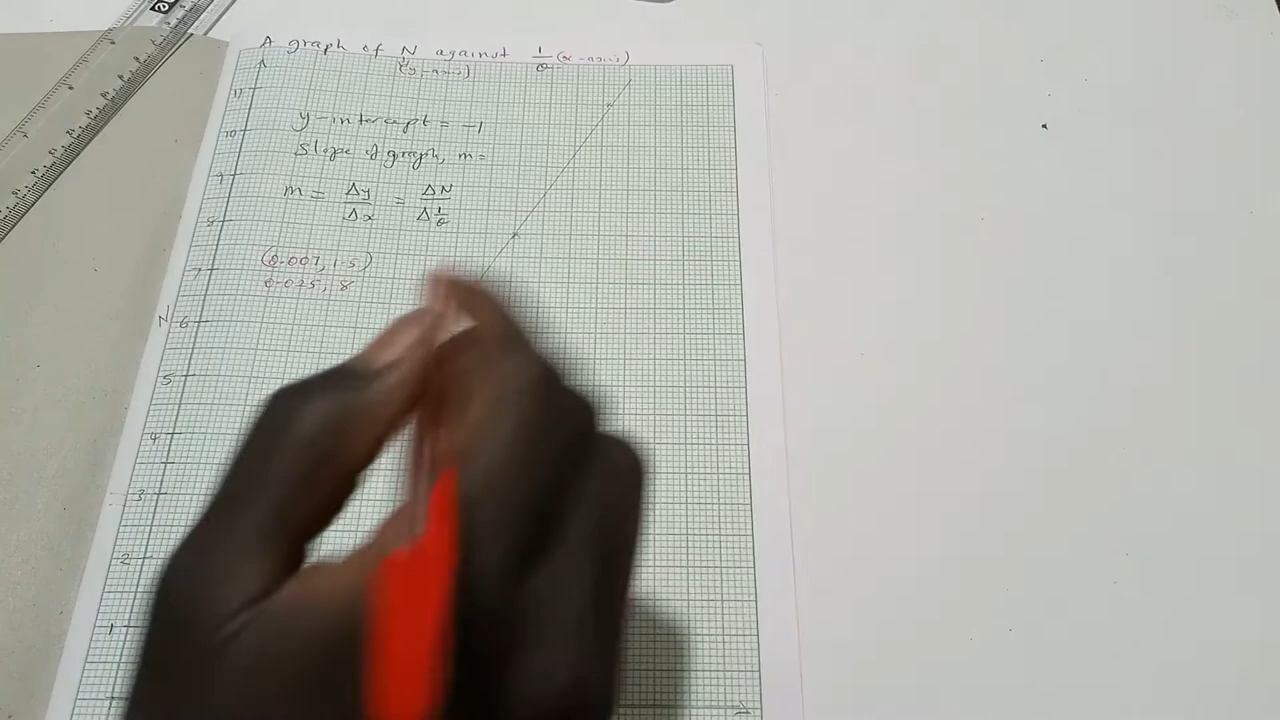 A graph of N against 1/θ (x-axis)
(y-axis)
11
y-intercept = -1
10
Slope of graph, m =
9
m = Δy/Δx = ΔN/Δ1/θ
8
(0.007, 1.5)
7
0.025, 8
N 6
5
4
3
2
1